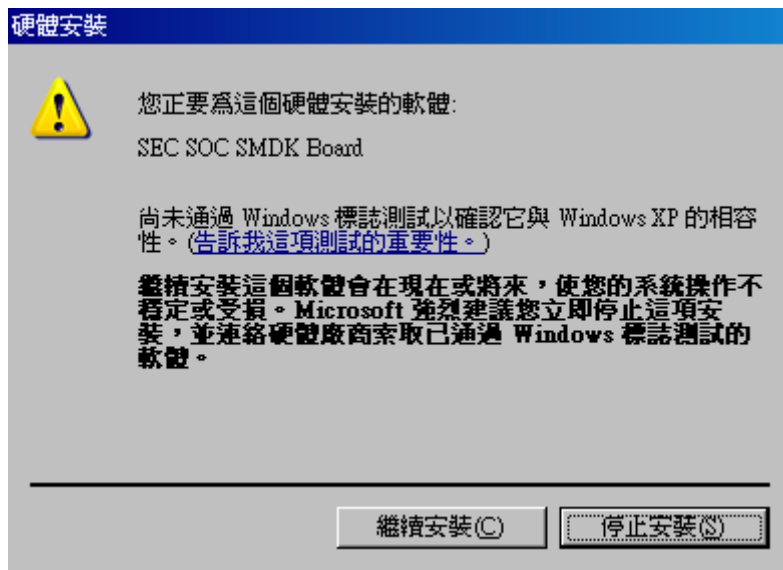 硬體安裝
您正要為這個硬體安裝的軟體:
SEC SOC SMDK Board
尚未通過 Windows 標誌測試以確認它與 Windows XP 的相容
性。(告訴我這項測試的重要性。)
繼續安裝這個軟體會在現在或將來，使您的系統操作不
穩定或受損。Microsoft 強烈建議您立即停止這項安
裝，並連絡硬體廠商索取已通過 Windows 標誌測試的
軟體。
繼續安裝(C)
停止安裝(S)